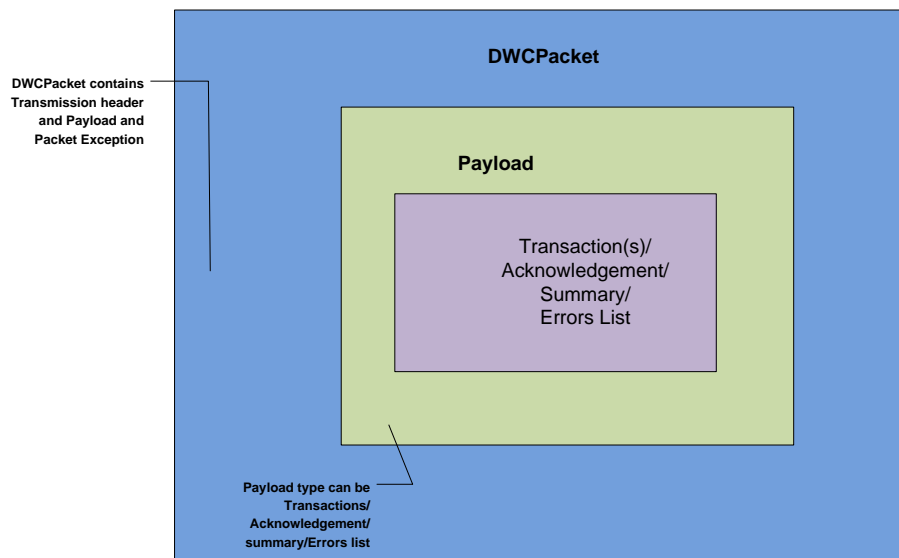 DWCPacket
DWCPacket contains
Transmission header
and Payload and
Packet Exception
Payload
Transaction(s)/
Acknowledgement/
Summary/
Errors List
Payload type can be
Transactions/
Acknowledgement/
summary/Errors list